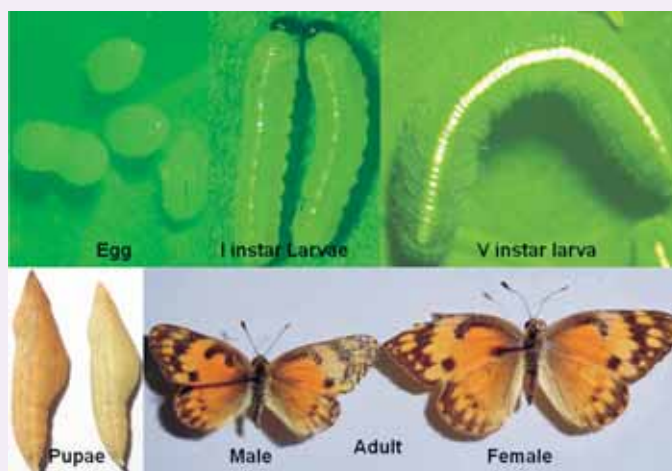 Egg
I instar Larvae
V instar larva
Pupae
Male
Adult
Female